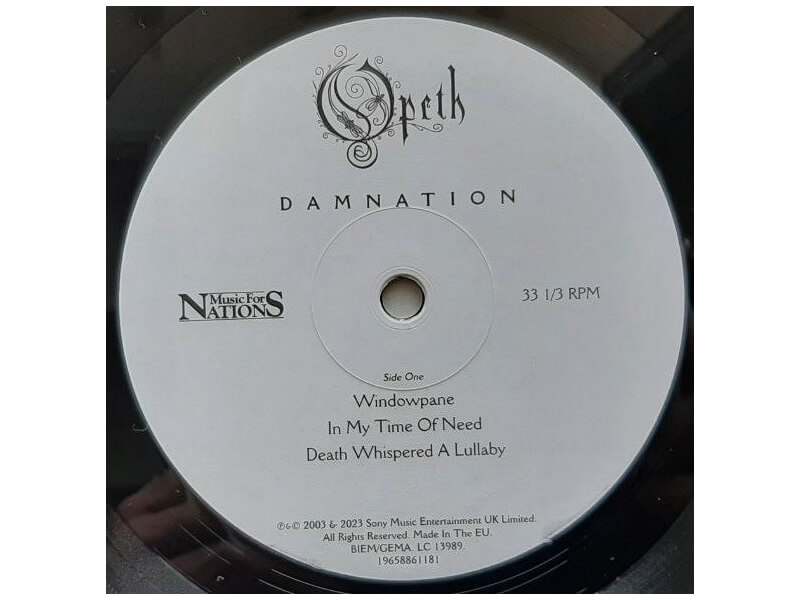 Opeth
DAMNATION
Music For
NATIONS
33 1/3 RPM
Side One
Windowpane
In My Time Of Need
Death Whispered A Lullaby
℗&© 2003 & 2023 Sony Music Entertainment UK Limited.
All Rights Reserved. Made In The EU.
BIEM/GEMA. LC 13989.
19658861181